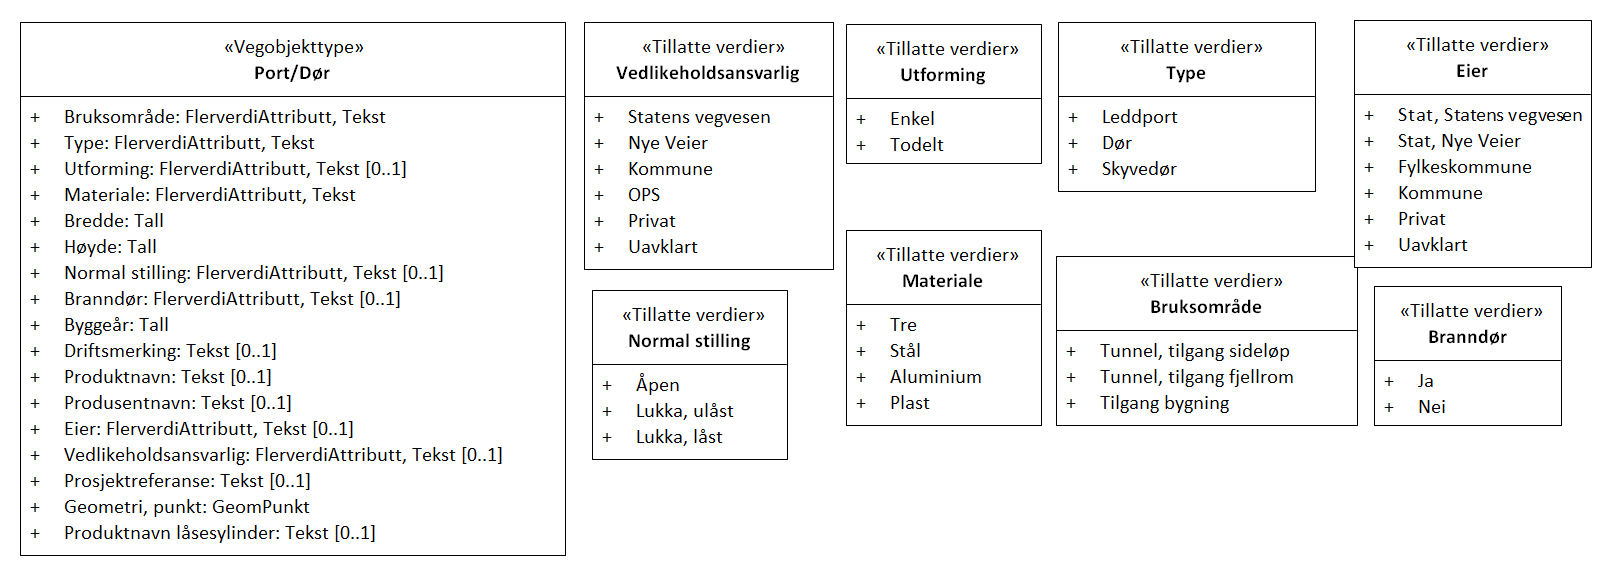 «Vegobjekttype»
Port/Dør
+ Bruksområde: FlerverdiAttributt, Tekst
+ Type: FlerverdiAttributt, Tekst
+ Utforming: FlerverdiAttributt, Tekst [0..1]
+ Materiale: FlerverdiAttributt, Tekst
+ Bredde: Tall
+ Høyde: Tall
+ Normal stilling: FlerverdiAttributt, Tekst [0..1]
+ Branndør: FlerverdiAttributt, Tekst [0..1]
+ Byggeår: Tall
+ Driftsmerking: Tekst [0..1]
+ Produktnavn: Tekst [0..1]
+ Produsentnavn: Tekst [0..1]
+ Eier: FlerverdiAttributt, Tekst [0..1]
+ Vedlikeholdsansvarlig: FlerverdiAttributt, Tekst [0..1]
+ Prosjektreferanse: Tekst [0..1]
+ Geometri, punkt: GeomPunkt
+ Produktnavn låsesylinder: Tekst [0..1]
«Tillatte verdier»
Vedlikeholdsansvarlig
+ Statens vegvesen
+ Nye Veier
+ Kommune
+ OPS
+ Privat
+ Uavklart
«Tillatte verdier»
Normal stilling
+ Åpen
+ Lukka, ulåst
+ Lukka, låst
«Tillatte verdier»
Utforming
+ Enkel
+ Todelt
«Tillatte verdier»
Materiale
+ Tre
+ Stål
+ Aluminium
+ Plast
«Tillatte verdier»
Type
+ Leddport
+ Dør
+ Skyvedør
«Tillatte verdier»
Bruksområde
+ Tunnel, tilgang sideløp
+ Tunnel, tilgang fjellrom
+ Tilgang bygning
«Tillatte verdier»
Eier
+ Stat, Statens vegvesen
+ Stat, Nye Veier
+ Fylkeskommune
+ Kommune
+ Privat
+ Uavklart
«Tillatte verdier»
Branndør
+ Ja
+ Nei